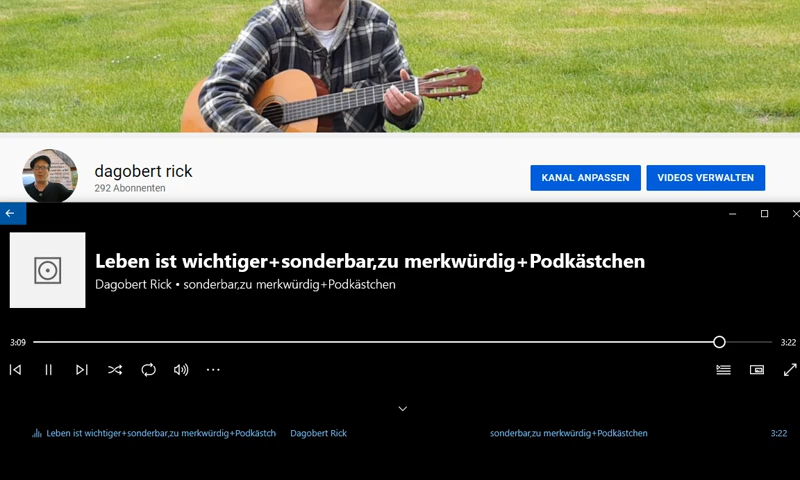 dagobert rick
292 Abonnenten
KANAL ANPASSEN
VIDEOS VERWALTEN
Leben ist wichtiger+sonderbar,zu merkwürdig+Podkästchen
Dagobert Rick • sonderbar,zu merkwürdig+Podkästchen
3:09
3:22
Leben ist wichtiger+sonderbar,zu merkwürdig+Podkästch
Dagobert Rick
sonderbar,zu merkwürdig+Podkästchen
3:22